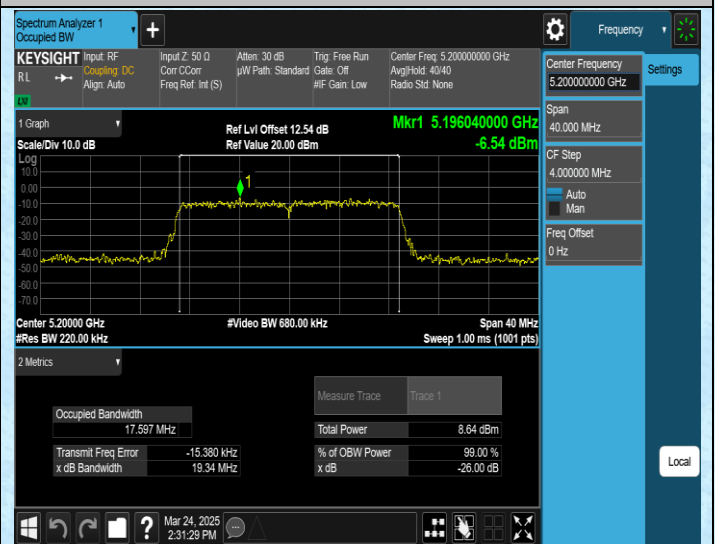 Spectrum Analyzer 1
Occupied BW
Frequency
KEYSIGHT
Input: RF
Coupling: DC
Align: Auto
Input Z: 50 Ω
Corr CCorr
Freq Ref: Int (S)
Atten: 30 dB
µW Path: Standard
Trig: Free Run
Gate: Off
#IF Gain: Low
Center Freq: 5.200000000 GHz
Avg|Hold: 40/40
Radio Std: None
R L
LNI
Center Frequency
5.200000000 GHz
Settings
Span
40.000 MHz
CF Step
4.000000 MHz
Auto
Man
Freq Offset
0 Hz
1 Graph
Scale/Div 10.0 dB
Ref Lvl Offset 12.54 dB
Ref Value 20.00 dBm
Mkr1 5.196040000 GHz
-6.54 dBm
Log
10.0
0.00
-10.0
-20.0
-30.0
-40.0
-50.0
-60.0
-70.0
1
Center 5.20000 GHz
#Res BW 220.00 kHz
#Video BW 680.00 kHz
Span 40 MHz
Sweep 1.00 ms (1001 pts)
2 Metrics
Measure Trace
Trace 1
Occupied Bandwidth
17.597 MHz
Total Power
8.64 dBm
Transmit Freq Error
-15.380 kHz
% of OBW Power
99.00 %
x dB Bandwidth
19.34 MHz
x dB
-26.00 dB
Local
Mar 24, 2025
2:31:29 PM